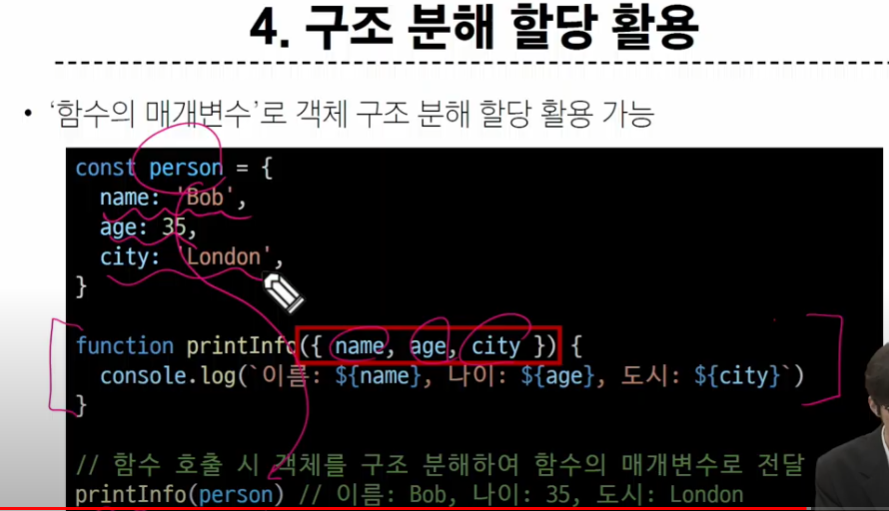 4. 구조 분해 할당 활용
• ‘함수의 매개변수’로 객체 구조 분해 할당 활용 가능
const person = {
name: 'Bob',
age: 35,
city: 'London',
}
function printInfo({ name, age, city }) {
console.log(`이름: ${name}, 나이: ${age}, 도시: ${city}`)
}
// 함수 호출 시 객체를 구조 분해하여 함수의 매개변수로 전달
printInfo(person) // 이름: Bob, 나이: 35, 도시: London